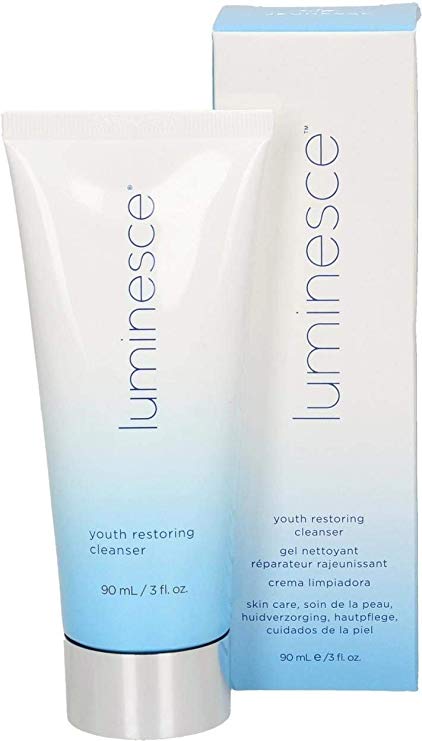 luminesce®
youth restoring
cleanser
90 mL / 3 fl. oz.
luminesce™
youth restoring
cleanser
gel nettoyant
réparateur rajeunissant
crema limpiadora
skin care, soin de la peau,
huidverzorging, hautpflege,
cuidados de la piel
90 mL e /3 fl. oz.